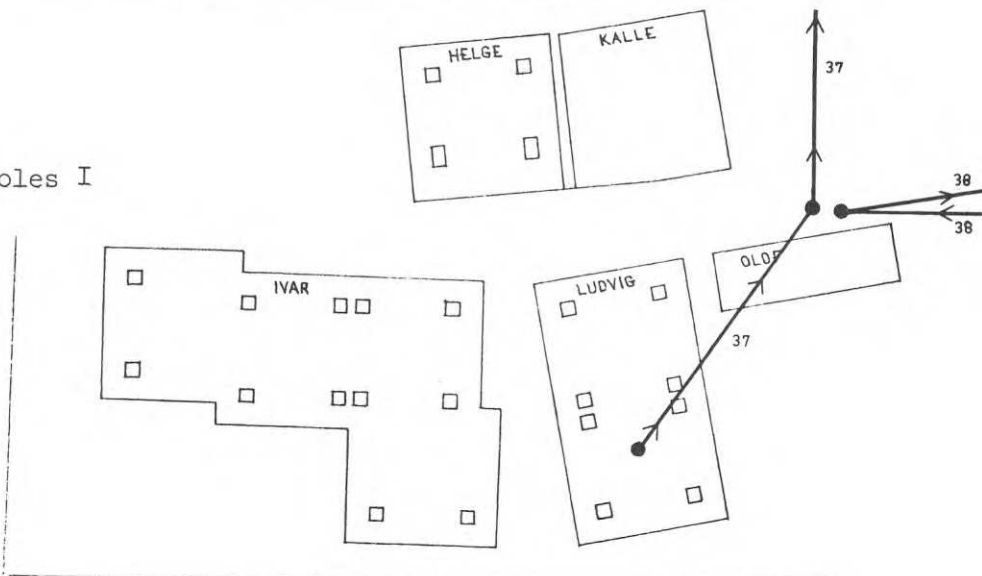 HELGE
KALLE
37
oles I
38
38
IVAR
LUDVIG
37